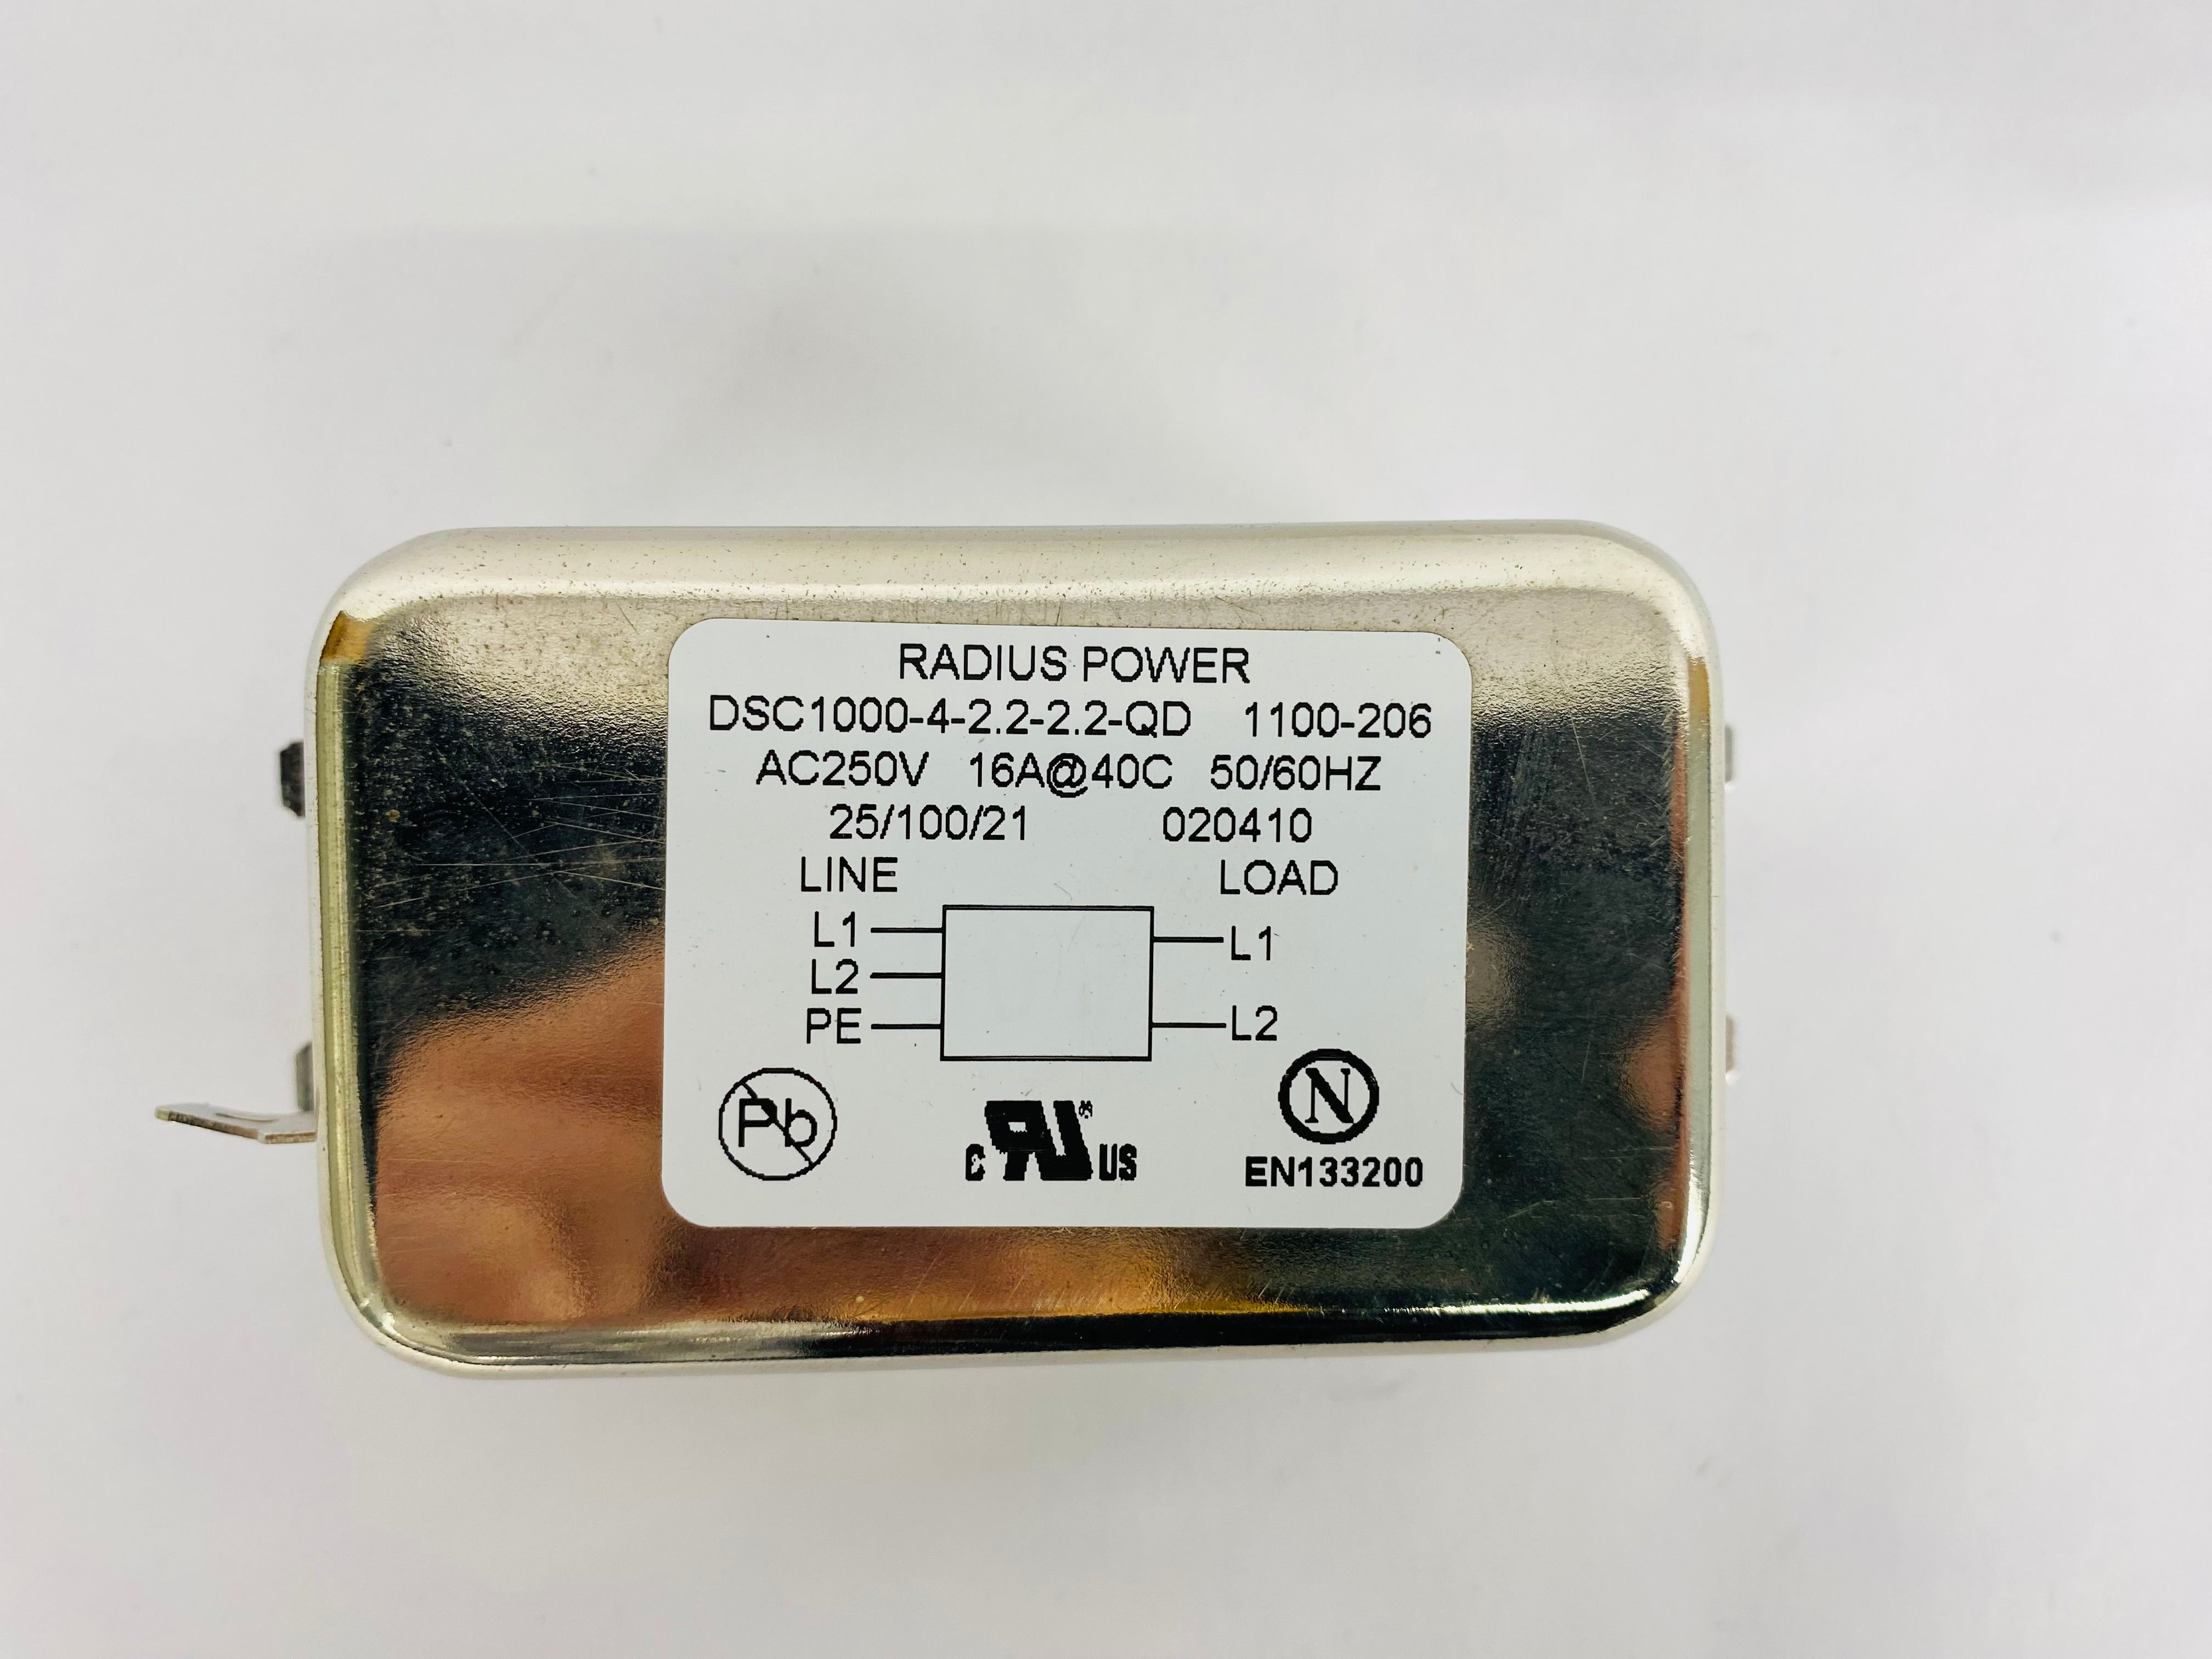 RADIUS POWER
DSC1000-4-2.2-2.2-QD 1100-206
AC250V 16A@40C 50/60HZ
25/100/21 020410
LINE LOAD
L1 L1
L2
PE L2
Pb
c RU® US N
EN133200